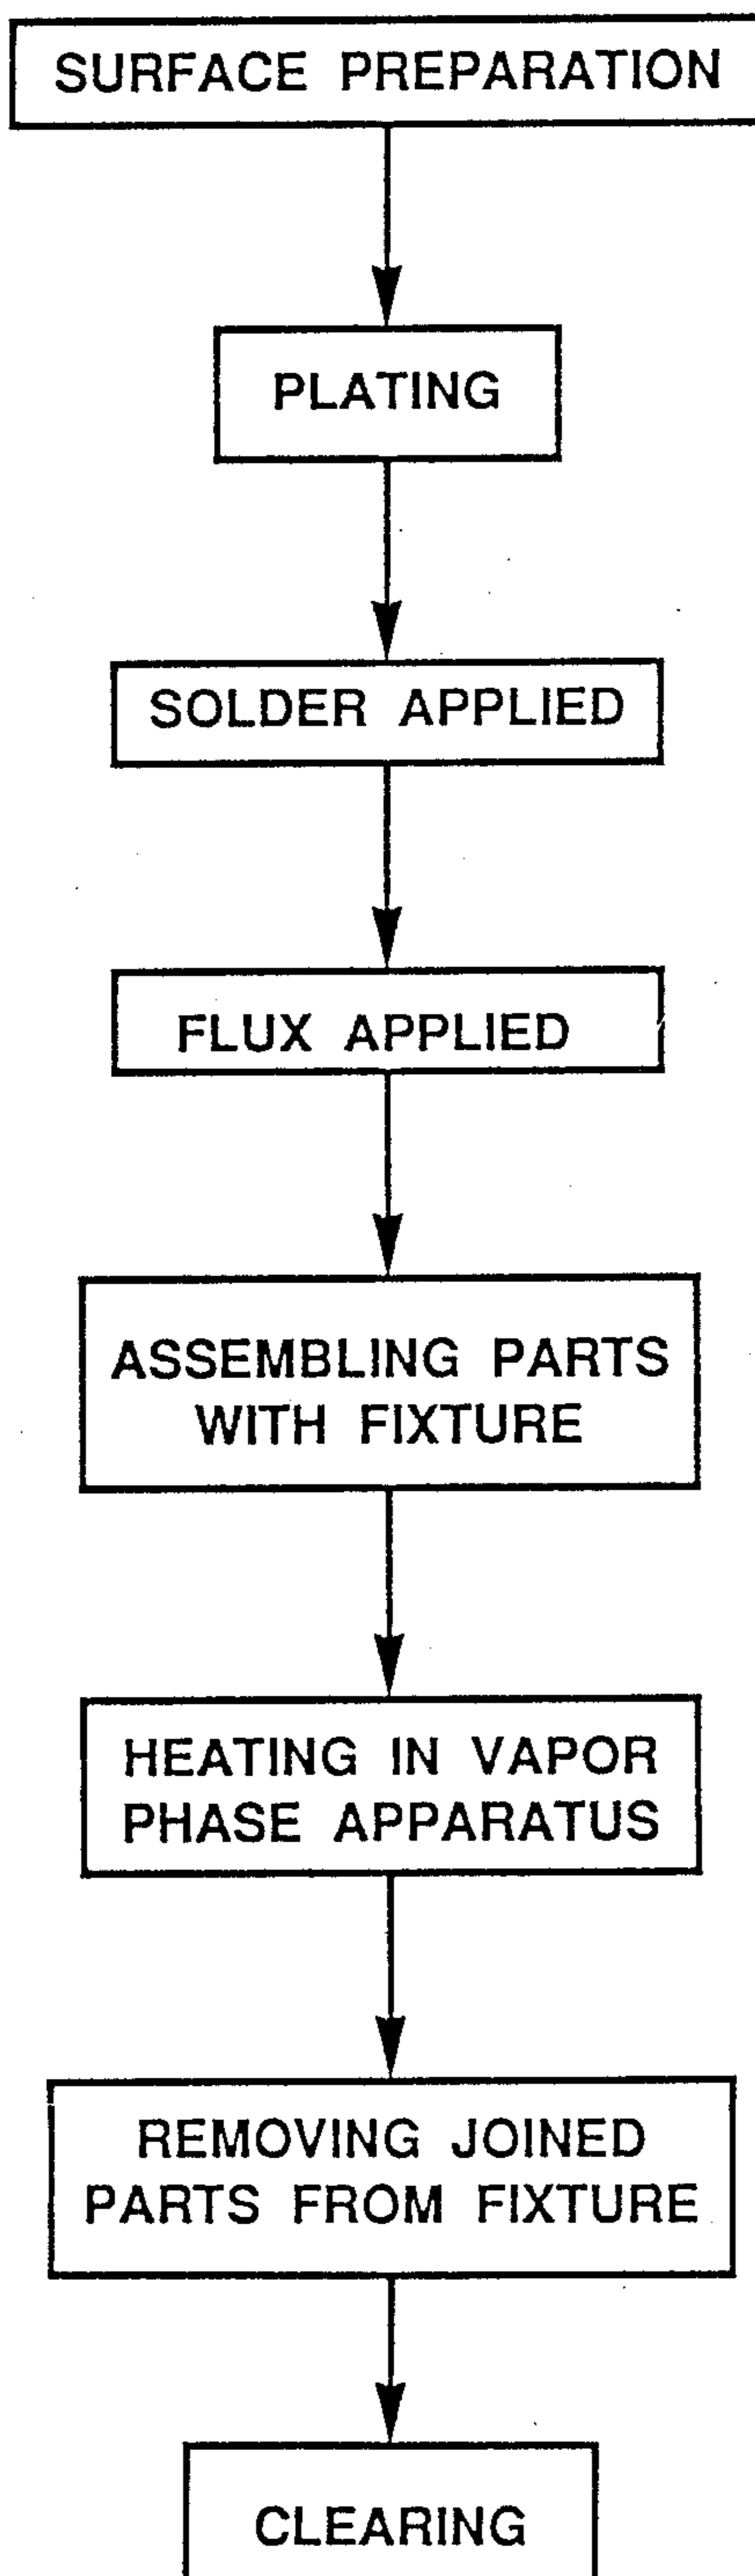 SURFACE PREPARATION
PLATING
SOLDER APPLIED
FLUX APPLIED
ASSEMBLING PARTS
WITH FIXTURE
HEATING IN VAPOR
PHASE APPARATUS
REMOVING JOINED
PARTS FROM FIXTURE
CLEARING